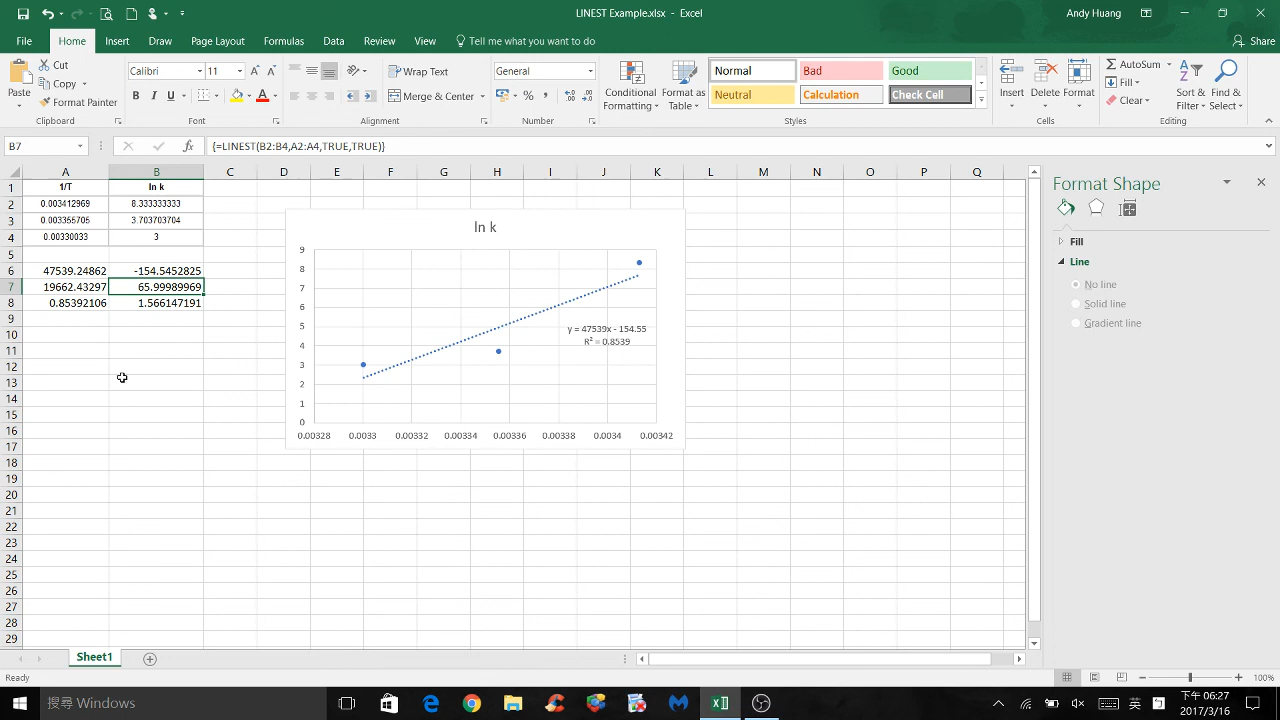 LINEST Example.xlsx - Excel
Andy Huang
File Home Insert Draw Page Layout Formulas Data Review View Tell me what you want to do Share
Paste
Cut
Copy
Format Painter
Clipboard
Calibri 11
B I U
Font
Wrap Text
Merge & Center
Alignment
General
Number
Conditional Formatting
Format as Table
Normal Bad Good
Neutral Calculation Check Cell
Styles
Insert Delete Format
Cells
AutoSum
Fill
Clear
Sort & Filter
Find & Select
Editing
B7 fx {=LINEST(B2:B4,A2:A4,TRUE,TRUE)}
A B C D E F G H I J K L M N O P Q
1 1/T ln k
2 0.003412969 8.333333333
3 0.003355705 3.703703704
4 0.00330033 3
5
6 47539.24862 -154.5452825
7 19662.43297 65.99989969
8 0.85392106 1.566147191
9
10
11
12
13
14
15
16
17
18
19
20
21
22
23
24
25
26
27
28
29
ln k
9
8
7
6
5
4
3
2
1
0
y = 47539x - 154.55
R² = 0.8539
0.00328 0.0033 0.00332 0.00334 0.00336 0.00338 0.0034 0.00342
Format Shape
Fill
Line
No line
Solid line
Gradient line
Sheet1
Ready
100%
搜尋 Windows
下午 06:27
2017/3/16